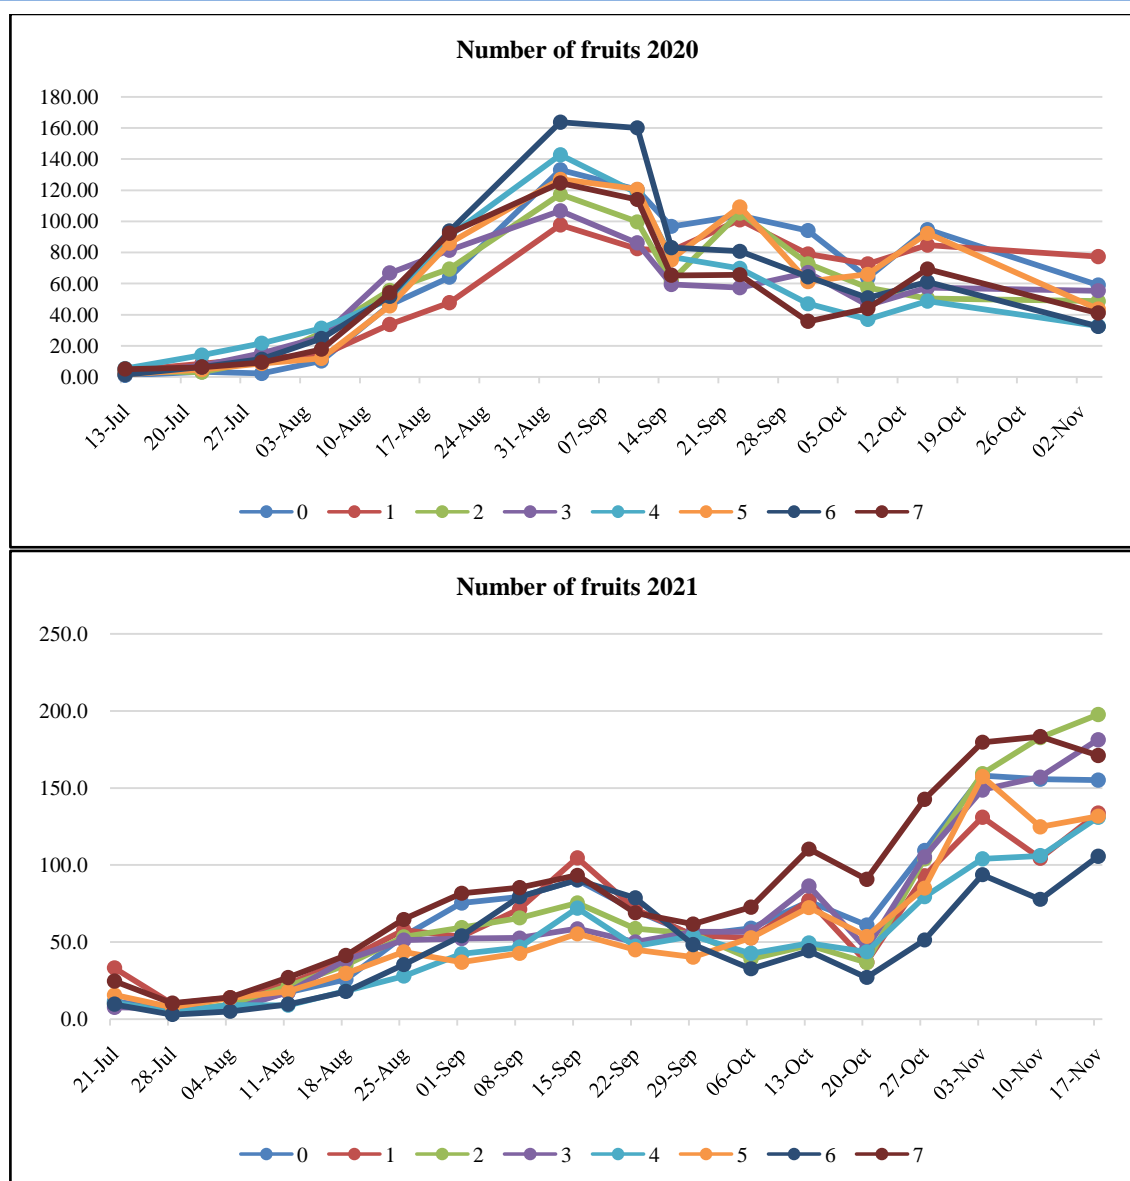 Number of fruits 2020
180.00
160.00
140.00
120.00
100.00
80.00
60.00
40.00
20.00
0.00
13-Jul 20-Jul 27-Jul 03-Aug 10-Aug 17-Aug 24-Aug 31-Aug 07-Sep 14-Sep 21-Sep 28-Sep 05-Oct 12-Oct 19-Oct 26-Oct 02-Nov
0 1 2 3 4 5 6 7
Number of fruits 2021
250.0
200.0
150.0
100.0
50.0
0.0
21-Jul 28-Jul 04-Aug 11-Aug 18-Aug 25-Aug 01-Sep 08-Sep 15-Sep 22-Sep 29-Sep 06-Oct 13-Oct 20-Oct 27-Oct 03-Nov 10-Nov 17-Nov
0 1 2 3 4 5 6 7